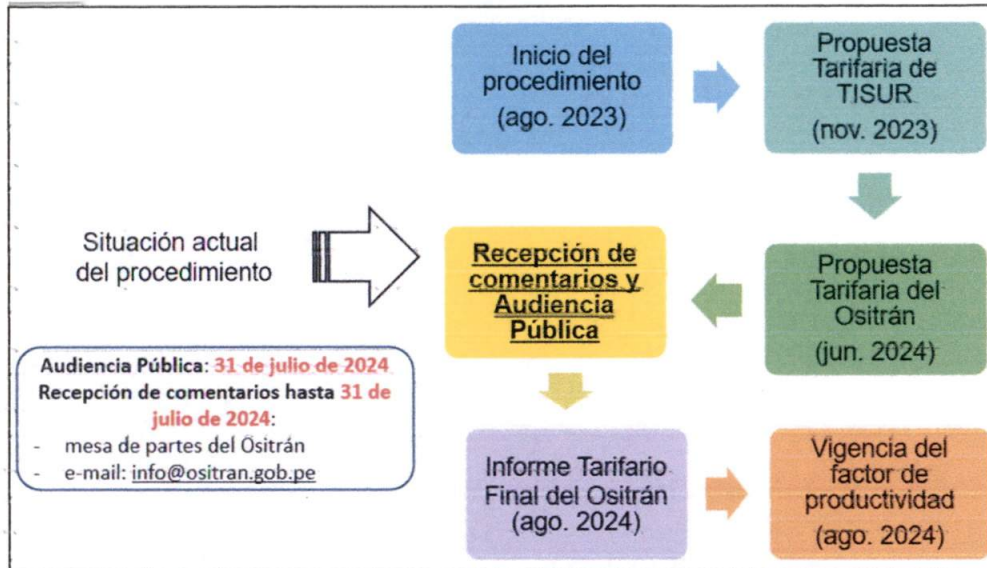 Inicio del
procedimiento
(ago. 2023)
Propuesta
Tarifaria de
TISUR
(nov. 2023)
Situación actual
del procedimiento
Recepción de
comentarios y
Audiencia
Pública
Propuesta
Tarifaria del
Ositrán
(jun. 2024)
Audiencia Pública: 31 de julio de 2024
Recepción de comentarios hasta 31 de
julio de 2024:
- mesa de partes del Ositrán
- e-mail: info@ositran.gob.pe
Informe Tarifario
Final del Ositrán
(ago. 2024)
Vigencia del
factor de
productividad
(ago. 2024)